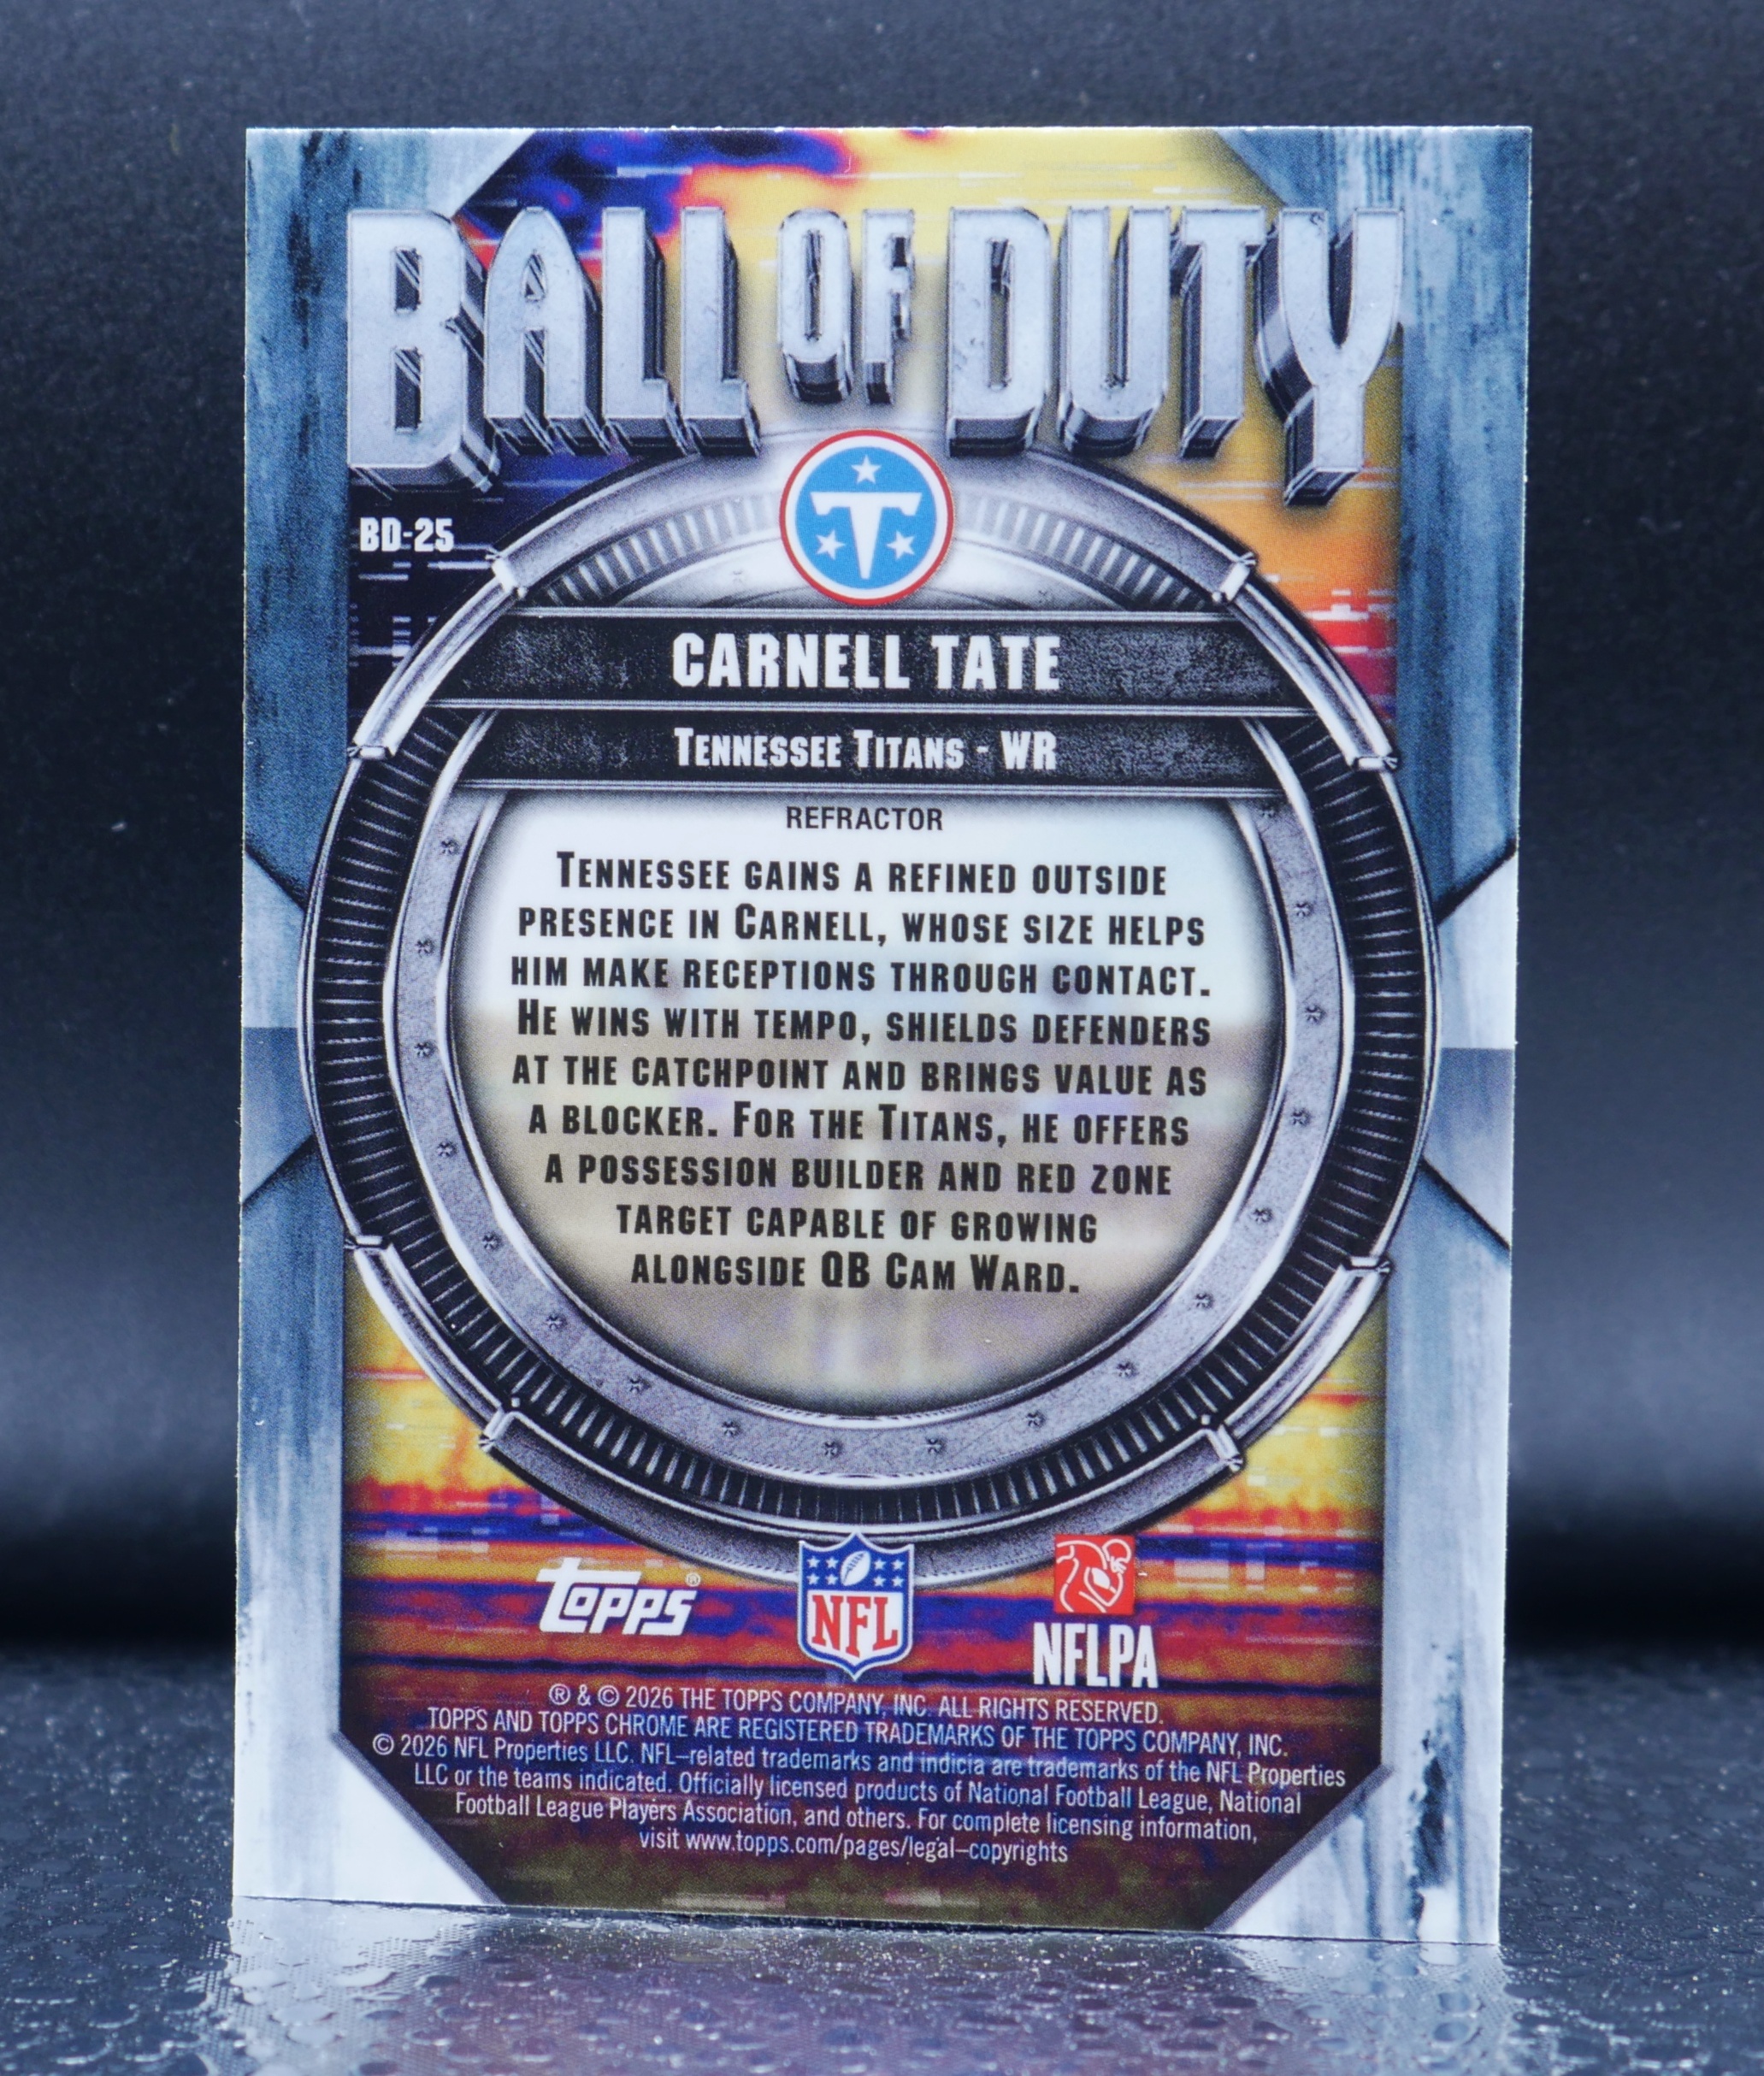 BALL OF DUTY
BD-25
T
CARNELL TATE
TENNESSEE TITANS - WR
REFRACTOR
TENNESSEE GAINS A REFINED OUTSIDE
PRESENCE IN CARNELL, WHOSE SIZE HELPS
HIM MAKE RECEPTIONS THROUGH CONTACT.
HE WINS WITH TEMPO, SHIELDS DEFENDERS
AT THE CATCHPOINT AND BRINGS VALUE AS
A BLOCKER. FOR THE TITANS, HE OFFERS
A POSSESSION BUILDER AND RED ZONE
TARGET CAPABLE OF GROWING
ALONGSIDE QB CAM WARD.
topps®
NFL
NFLPA
® & © 2026 THE TOPPS COMPANY, INC. ALL RIGHTS RESERVED.
TOPPS AND TOPPS CHROME ARE REGISTERED TRADEMARKS OF THE TOPPS COMPANY, INC.
© 2026 NFL Properties LLC. NFL–related trademarks and indicia are trademarks of the NFL Properties
LLC or the teams indicated. Officially licensed products of National Football League, National
Football League Players Association, and others. For complete licensing information,
visit www.topps.com/pages/legal–copyrights